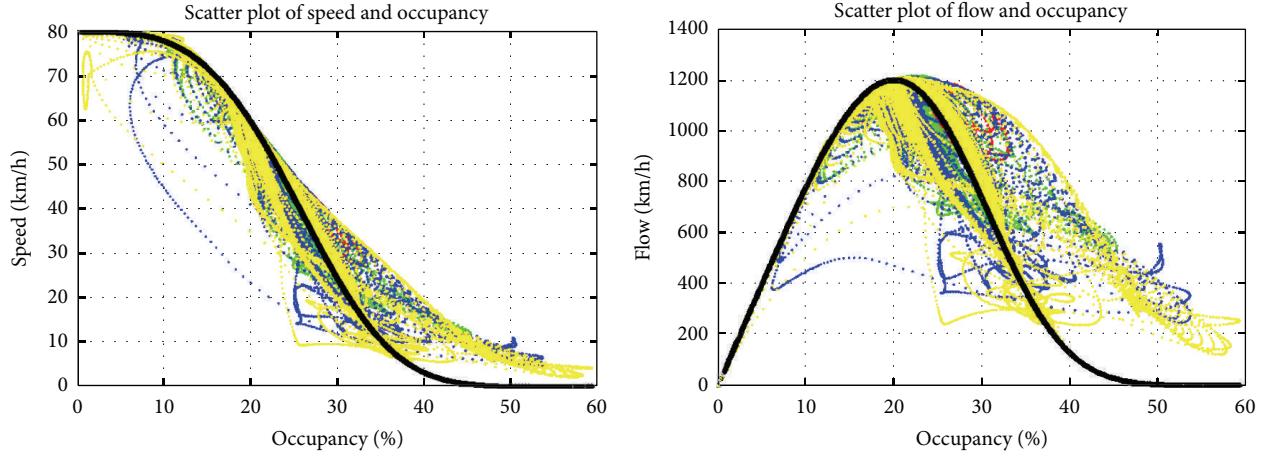 Scatter plot of speed and occupancy
80
70
60
50
40
30
20
10
0
Speed (km/h)
0 10 20 30 40 50 60
Occupancy (%)
Scatter plot of flow and occupancy
1400
1200
1000
800
600
400
200
0
Flow (km/h)
0 10 20 30 40 50 60
Occupancy (%)